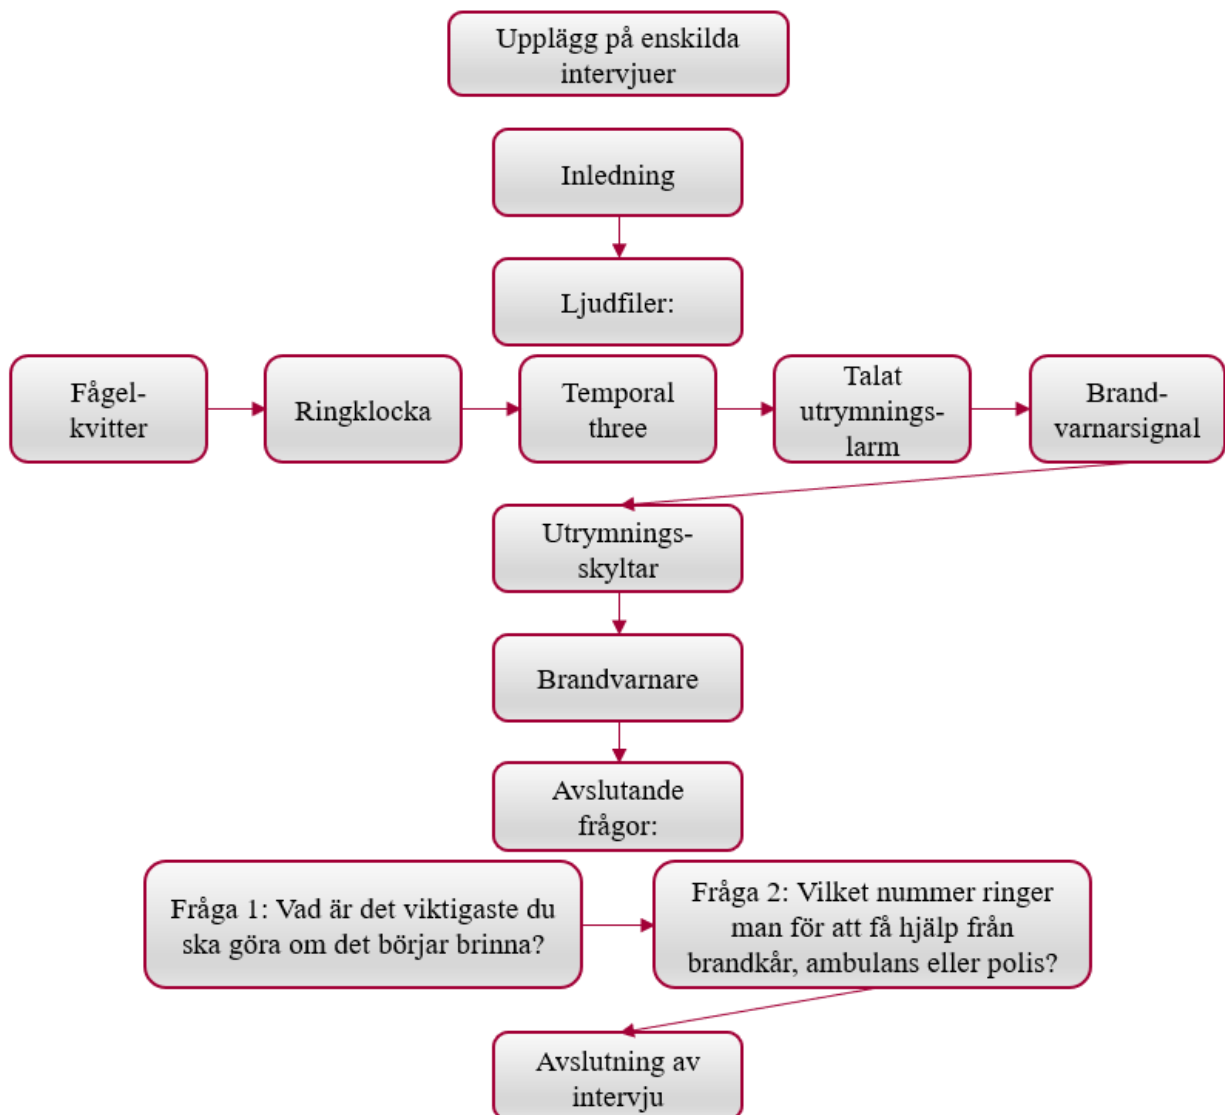 Upplägg på enskilda
intervjuer
Inledning
Ljudfiler:
Fågel-
kvitter
Ringklocka
Temporal
three
Talat
utrymnings-
larm
Brand-
varnarsignal
Utrymnings-
skyltar
Brandvarnare
Avslutande
frågor:
Fråga 1: Vad är det viktigaste du
ska göra om det börjar brinna?
Fråga 2: Vilket nummer ringer
man för att få hjälp från
brandkår, ambulans eller polis?
Avslutning av
intervju